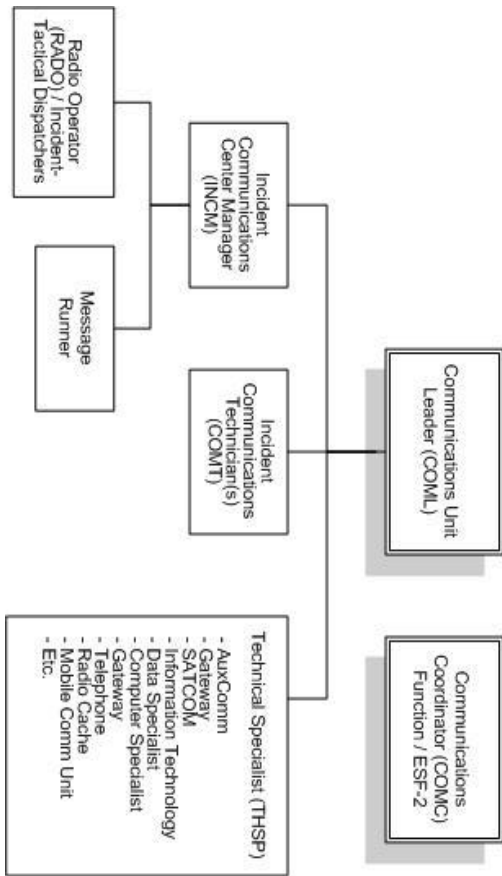 Communications Unit
Leader (COML)
Communications
Coordinator (COMC)
Function / ESF-2
Incident
Communications
Center Manager
(INCM)
Incident
Communications
Technician(s)
(COMT)
Technical Specialist (THSP)
- AuxComm
- Gateway
- SATCOM
- Information Technology
- Data Specialist
- Computer Specialist
- Gateway
- Telephone
- Radio Cache
- Mobile Comm Unit
- Etc.
Radio Operator
(RADO) / Incident-
Tactical Dispatchers
Message
Runner